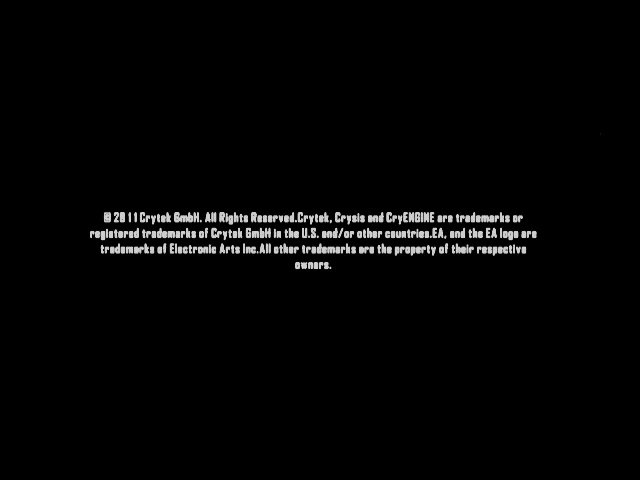 © 2011 Crytek GmbH. All Rights Reserved.Crytek, Crysis and CryENGINE are trademarks or
registered trademarks of Crytek GmbH in the U.S. and/or other countries.EA, and the EA logo are
trademarks of Electronic Arts Inc.All other trademarks are the property of their respective
owners.